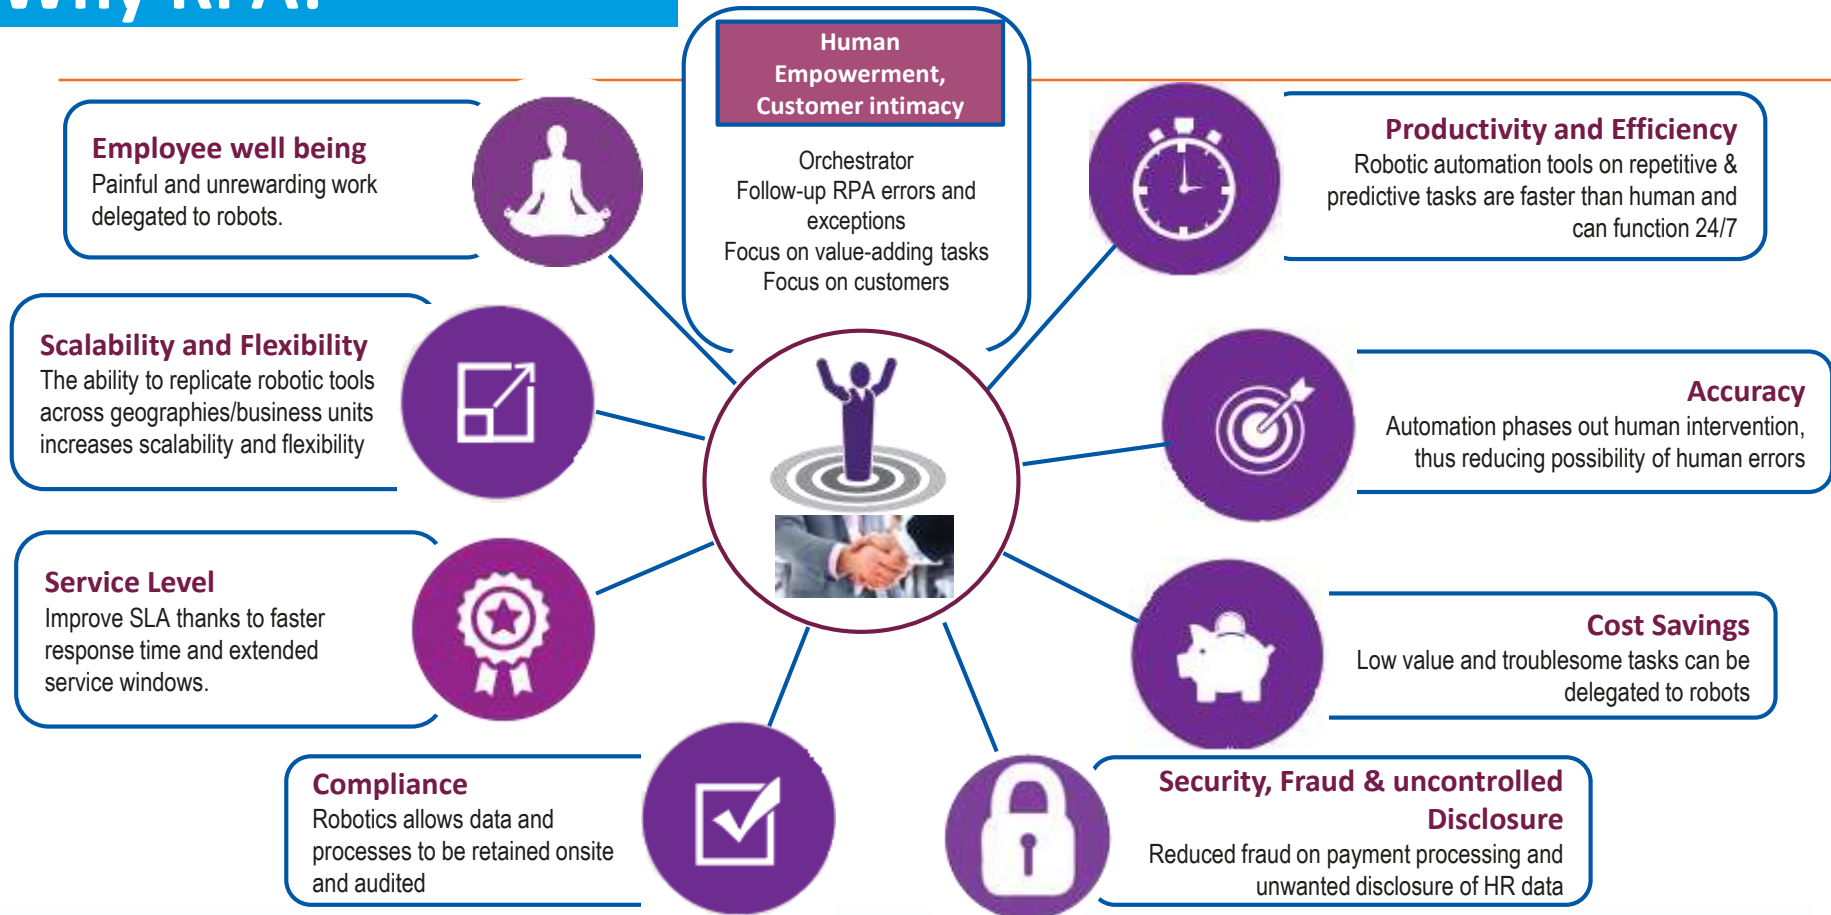 Why RPA?
Human
Empowerment,
Customer intimacy
Orchestrator
Follow-up RPA errors and
exceptions
Focus on value-adding tasks
Focus on customers
Employee well being
Painful and unrewarding work
delegated to robots.
Productivity and Efficiency
Robotic automation tools on repetitive &
predictive tasks are faster than human and
can function 24/7
Scalability and Flexibility
The ability to replicate robotic tools
across geographies/business units
increases scalability and flexibility
Accuracy
Automation phases out human intervention,
thus reducing possibility of human errors
Service Level
Improve SLA thanks to faster
response time and extended
service windows.
Cost Savings
Low value and troublesome tasks can be
delegated to robots
Compliance
Robotics allows data and
processes to be retained onsite
and audited
Security, Fraud & uncontrolled
Disclosure
Reduced fraud on payment processing and
unwanted disclosure of HR data